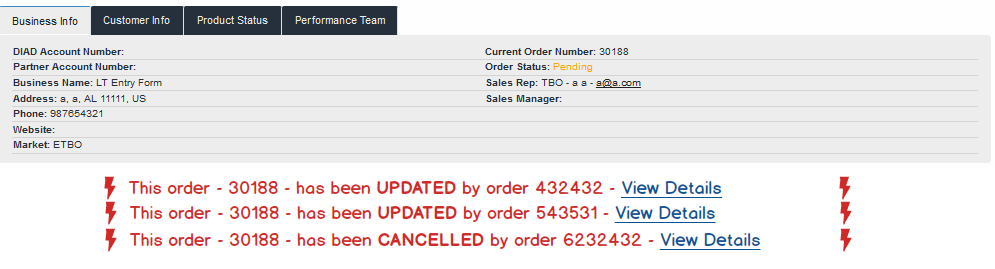 Business Info Customer Info Product Status Performance Team
DIAD Account Number: Current Order Number: 30188
Partner Account Number: Order Status: Pending
Business Name: LT Entry Form Sales Rep: TBO - a a - a@a.com
Address: a, a, AL 11111, US Sales Manager:
Phone: 987654321
Website:
Market: ETBO
This order - 30188 - has been UPDATED by order 432432 - View Details
This order - 30188 - has been UPDATED by order 543531 - View Details
This order - 30188 - has been CANCELLED by order 6232432 - View Details